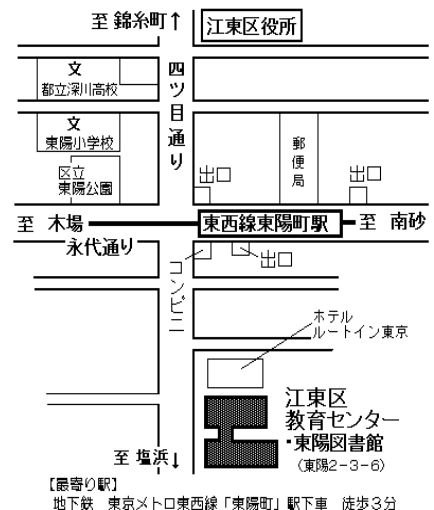 至 錦糸町↑
江東区役所
文
都立深川高校
四ツ目通り
文
東陽小学校
区立
東陽公園
出口
郵便局
出口
至 木場
東西線東陽町駅
至 南砂
永代通り
コンビニ
出口
ホテル
ルートイン東京
江東区
教育センター
・東陽図書館
(東陽2-3-6)
至 塩浜↓
【最寄り駅】
地下鉄 東京メトロ東西線「東陽町」駅下車 徒歩3分